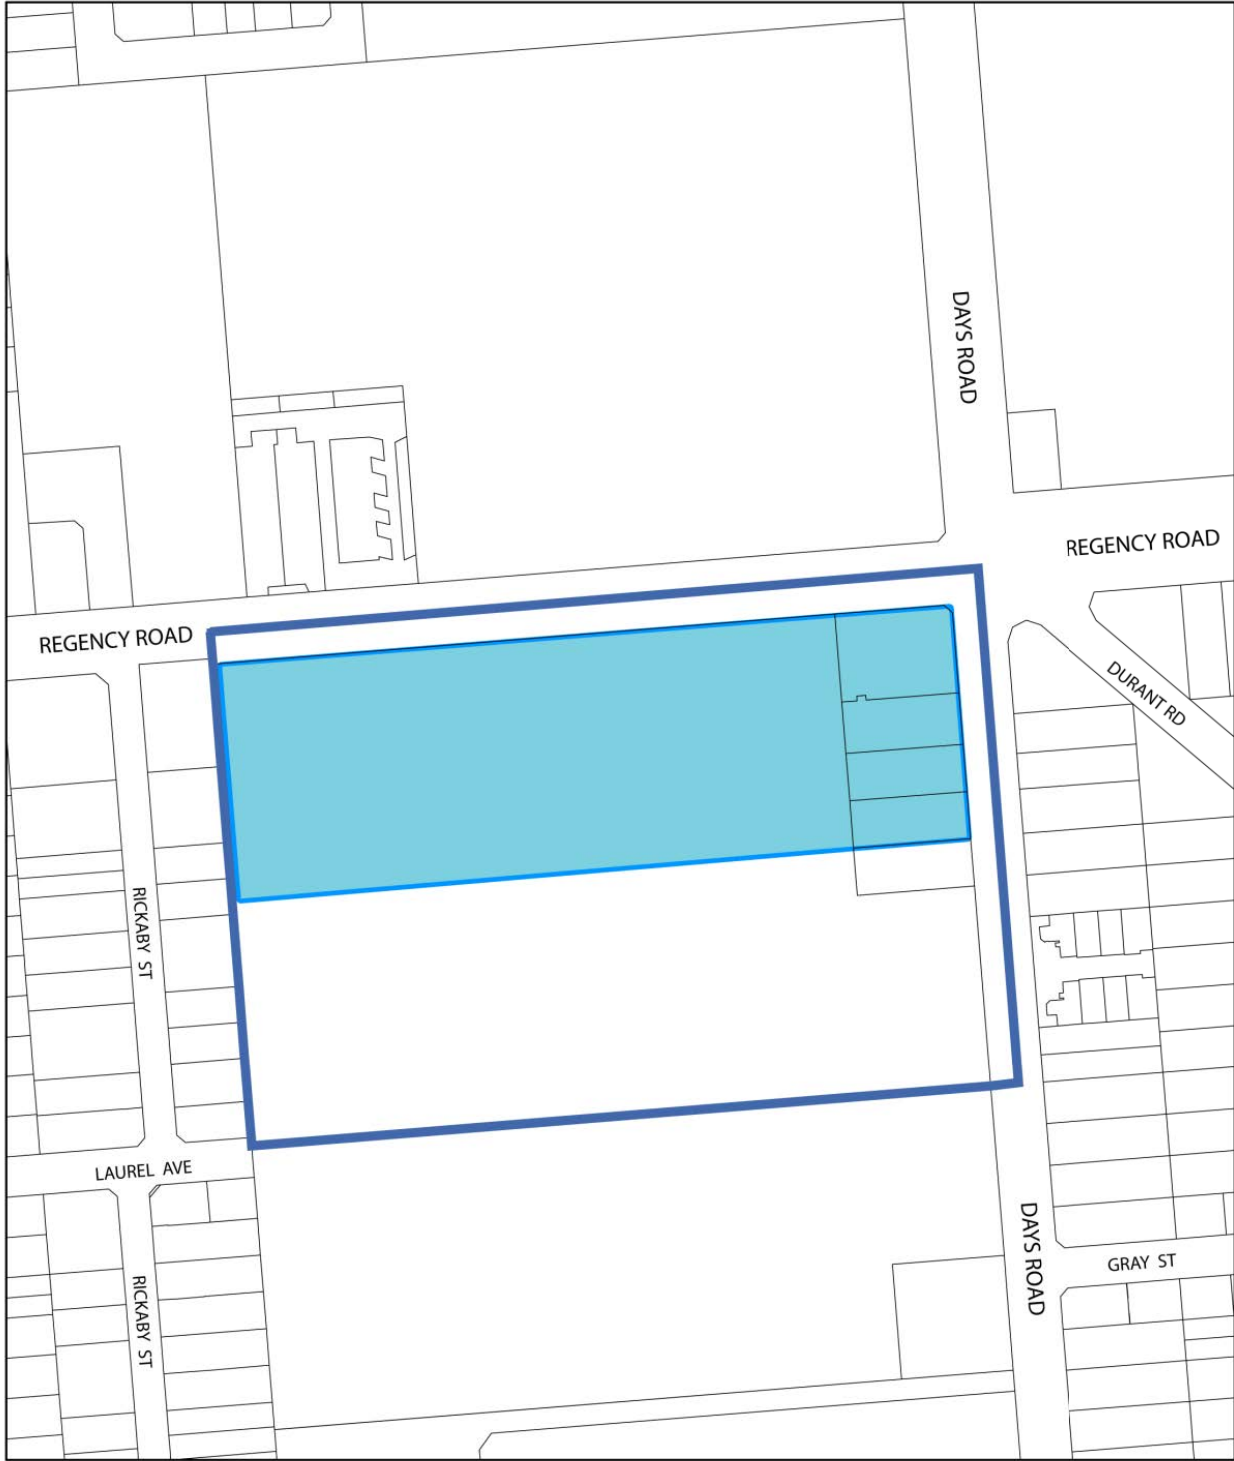 DAYS ROAD
REGENCY ROAD
REGENCY ROAD
DURANT RD
RICKABY ST
LAUREL AVE
DAYS ROAD
GRAY ST
RICKABY ST